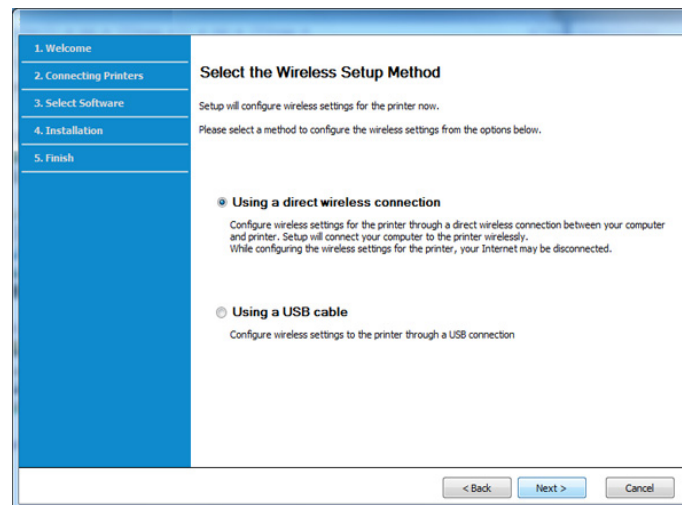 1. Welcome
2. Connecting Printers
3. Select Software
4. Installation
5. Finish
Select the Wireless Setup Method
Setup will configure wireless settings for the printer now.
Please select a method to configure the wireless settings from the options below.
Using a direct wireless connection
Configure wireless settings for the printer through a direct wireless connection between your computer
and printer. Setup will connect your computer to the printer wirelessly.
While configuring the wireless settings for the printer, your Internet may be disconnected.
Using a USB cable
Configure wireless settings to the printer through a USB connection
< Back Next > Cancel